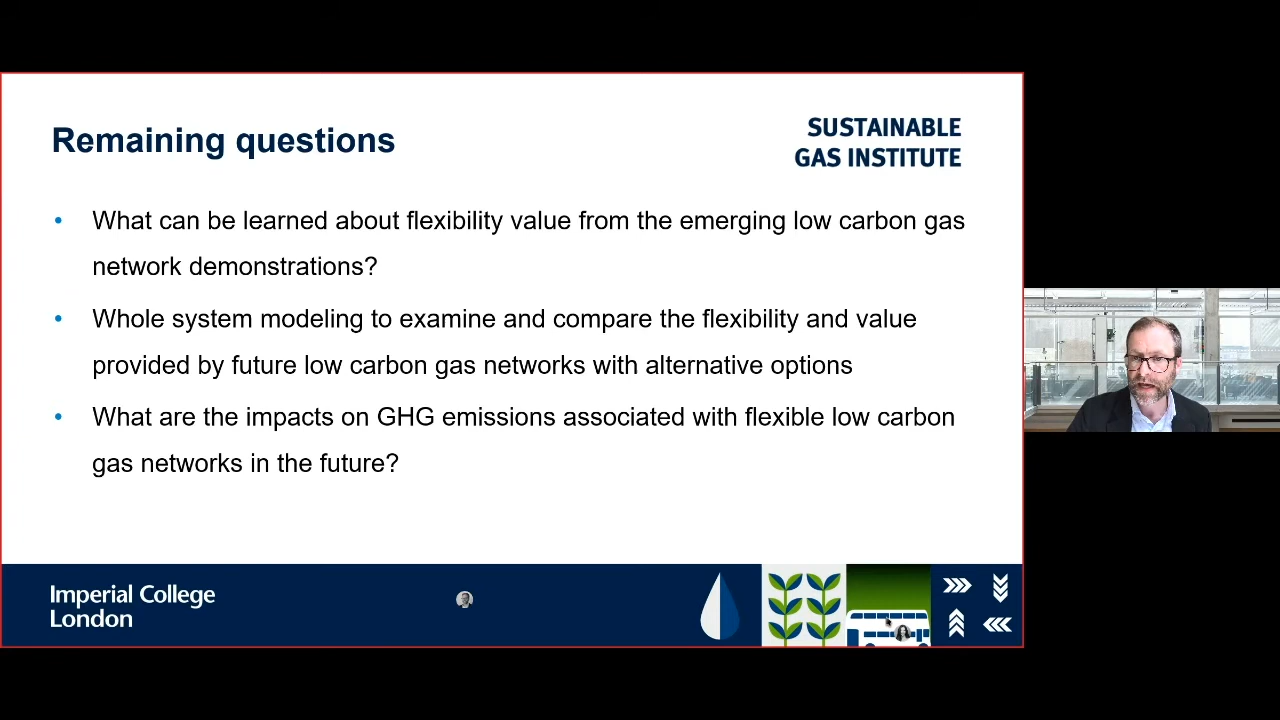 Remaining questions
SUSTAINABLE
GAS INSTITUTE
• What can be learned about flexibility value from the emerging low carbon gas
network demonstrations?
• Whole system modeling to examine and compare the flexibility and value
provided by future low carbon gas networks with alternative options
• What are the impacts on GHG emissions associated with flexible low carbon
gas networks in the future?
Imperial College
London